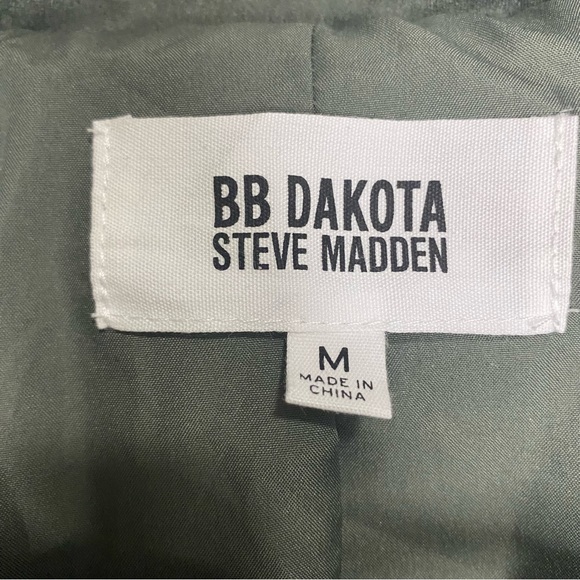 BB DAKOTA
STEVE MADDEN
M
MADE IN
CHINA